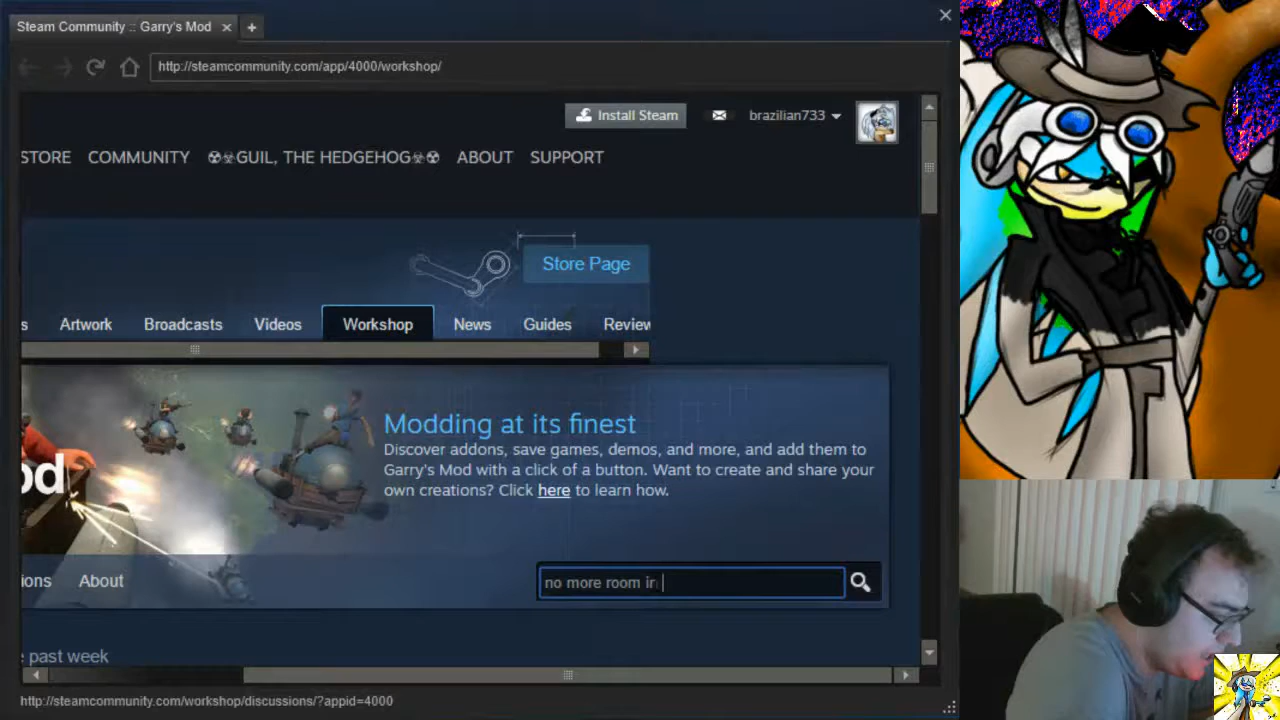 Steam Community :: Garry's Mod
http://steamcommunity.com/app/4000/workshop/
Install Steam
brazilian733
STORE COMMUNITY ☢☣GUIL, THE HEDGEHOG☣☢ ABOUT SUPPORT
Store Page
s Artwork Broadcasts Videos Workshop News Guides Review
od
Modding at its finest
Discover addons, save games, demos, and more, and add them to
Garry's Mod with a click of a button. Want to create and share your
own creations? Click here to learn how.
ions About
no more room in
e past week
http://steamcommunity.com/workshop/discussions/?appid=4000